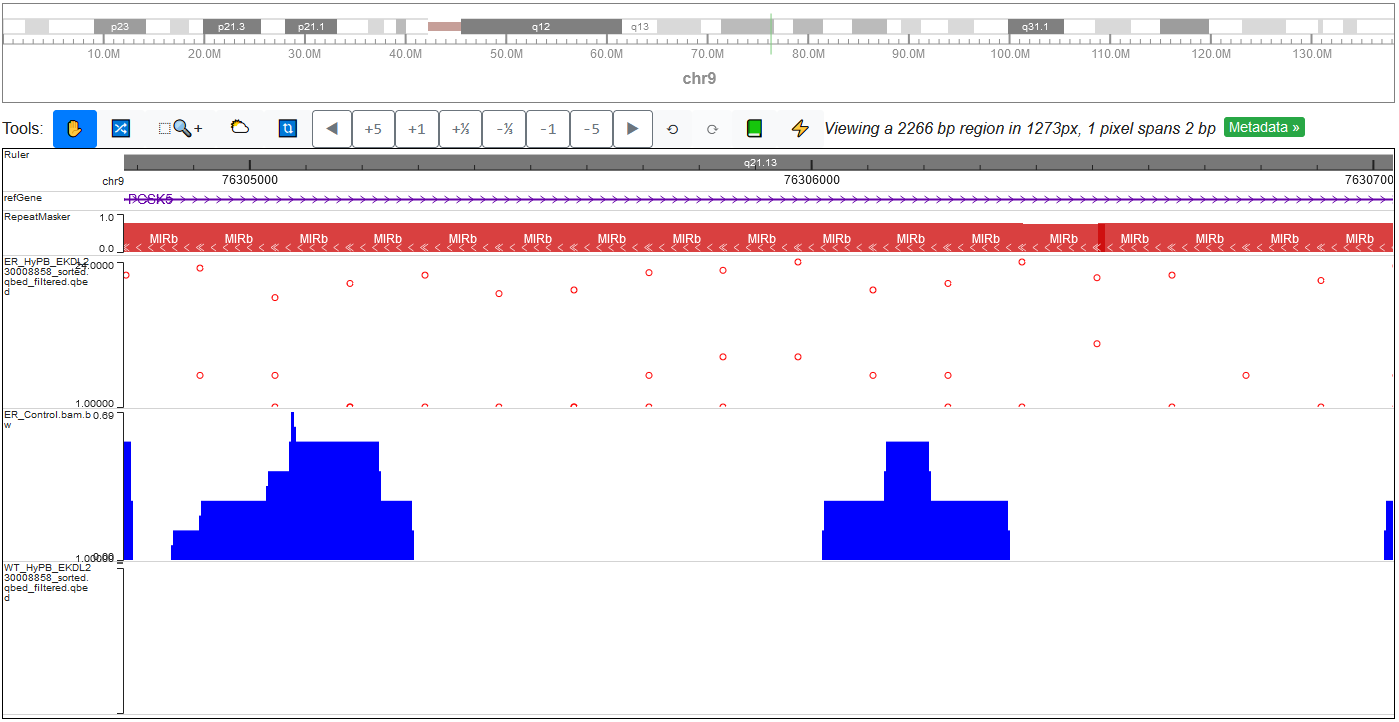 p23 p21.3 p21.1 q12 q13 q31.1
10.0M 20.0M 30.0M 40.0M 50.0M 60.0M 70.0M 80.0M 90.0M 100.0M 110.0M 120.0M 130.0M
chr9
Tools: +5 +1 +⅓ -⅓ -1 -5 Viewing a 2266 bp region in 1273px, 1 pixel spans 2 bp Metadata »
Ruler
q21.13
chr9 76305000 76306000 7630700
refGene PCSK5
RepeatMasker 1.0
MIRb MIRb MIRb MIRb MIRb MIRb MIRb MIRb MIRb MIRb MIRb MIRb MIRb MIRb MIRb MIRb MIRb
0.0
ER_HyPB_EKDL2
24.0000
30008858_sorted.
qbed_filtered.qbe
d
1.00000
ER_Control.bam.b 0.69
w
1.00000 0.00
WT_HyPB_EKDL2
30008858_sorted.
qbed_filtered.qbe
d